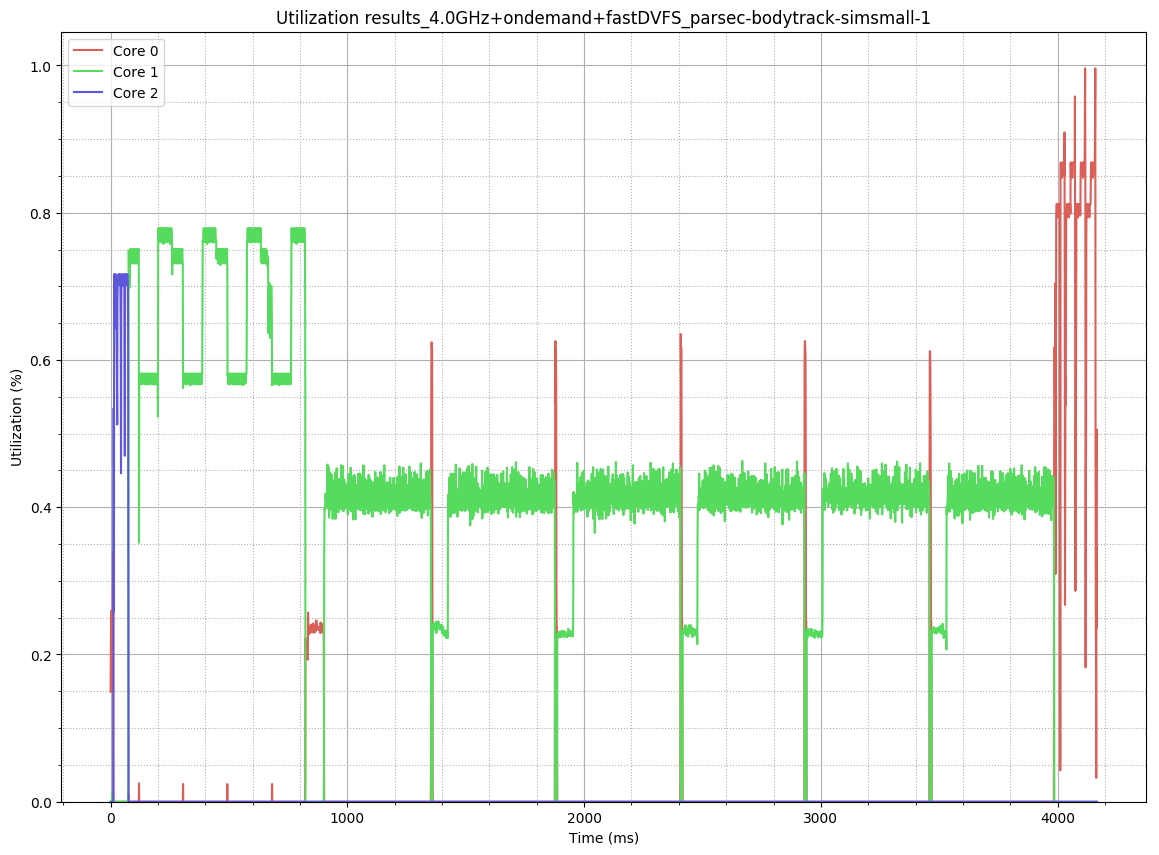 Utilization results_4.0GHz+ondemand+fastDVFS_parsec-bodytrack-simsmall-1
Core 0
Core 1
Core 2
Utilization (%)
1.0
0.8
0.6
0.4
0.2
0.0
0 1000 2000 3000 4000
Time (ms)